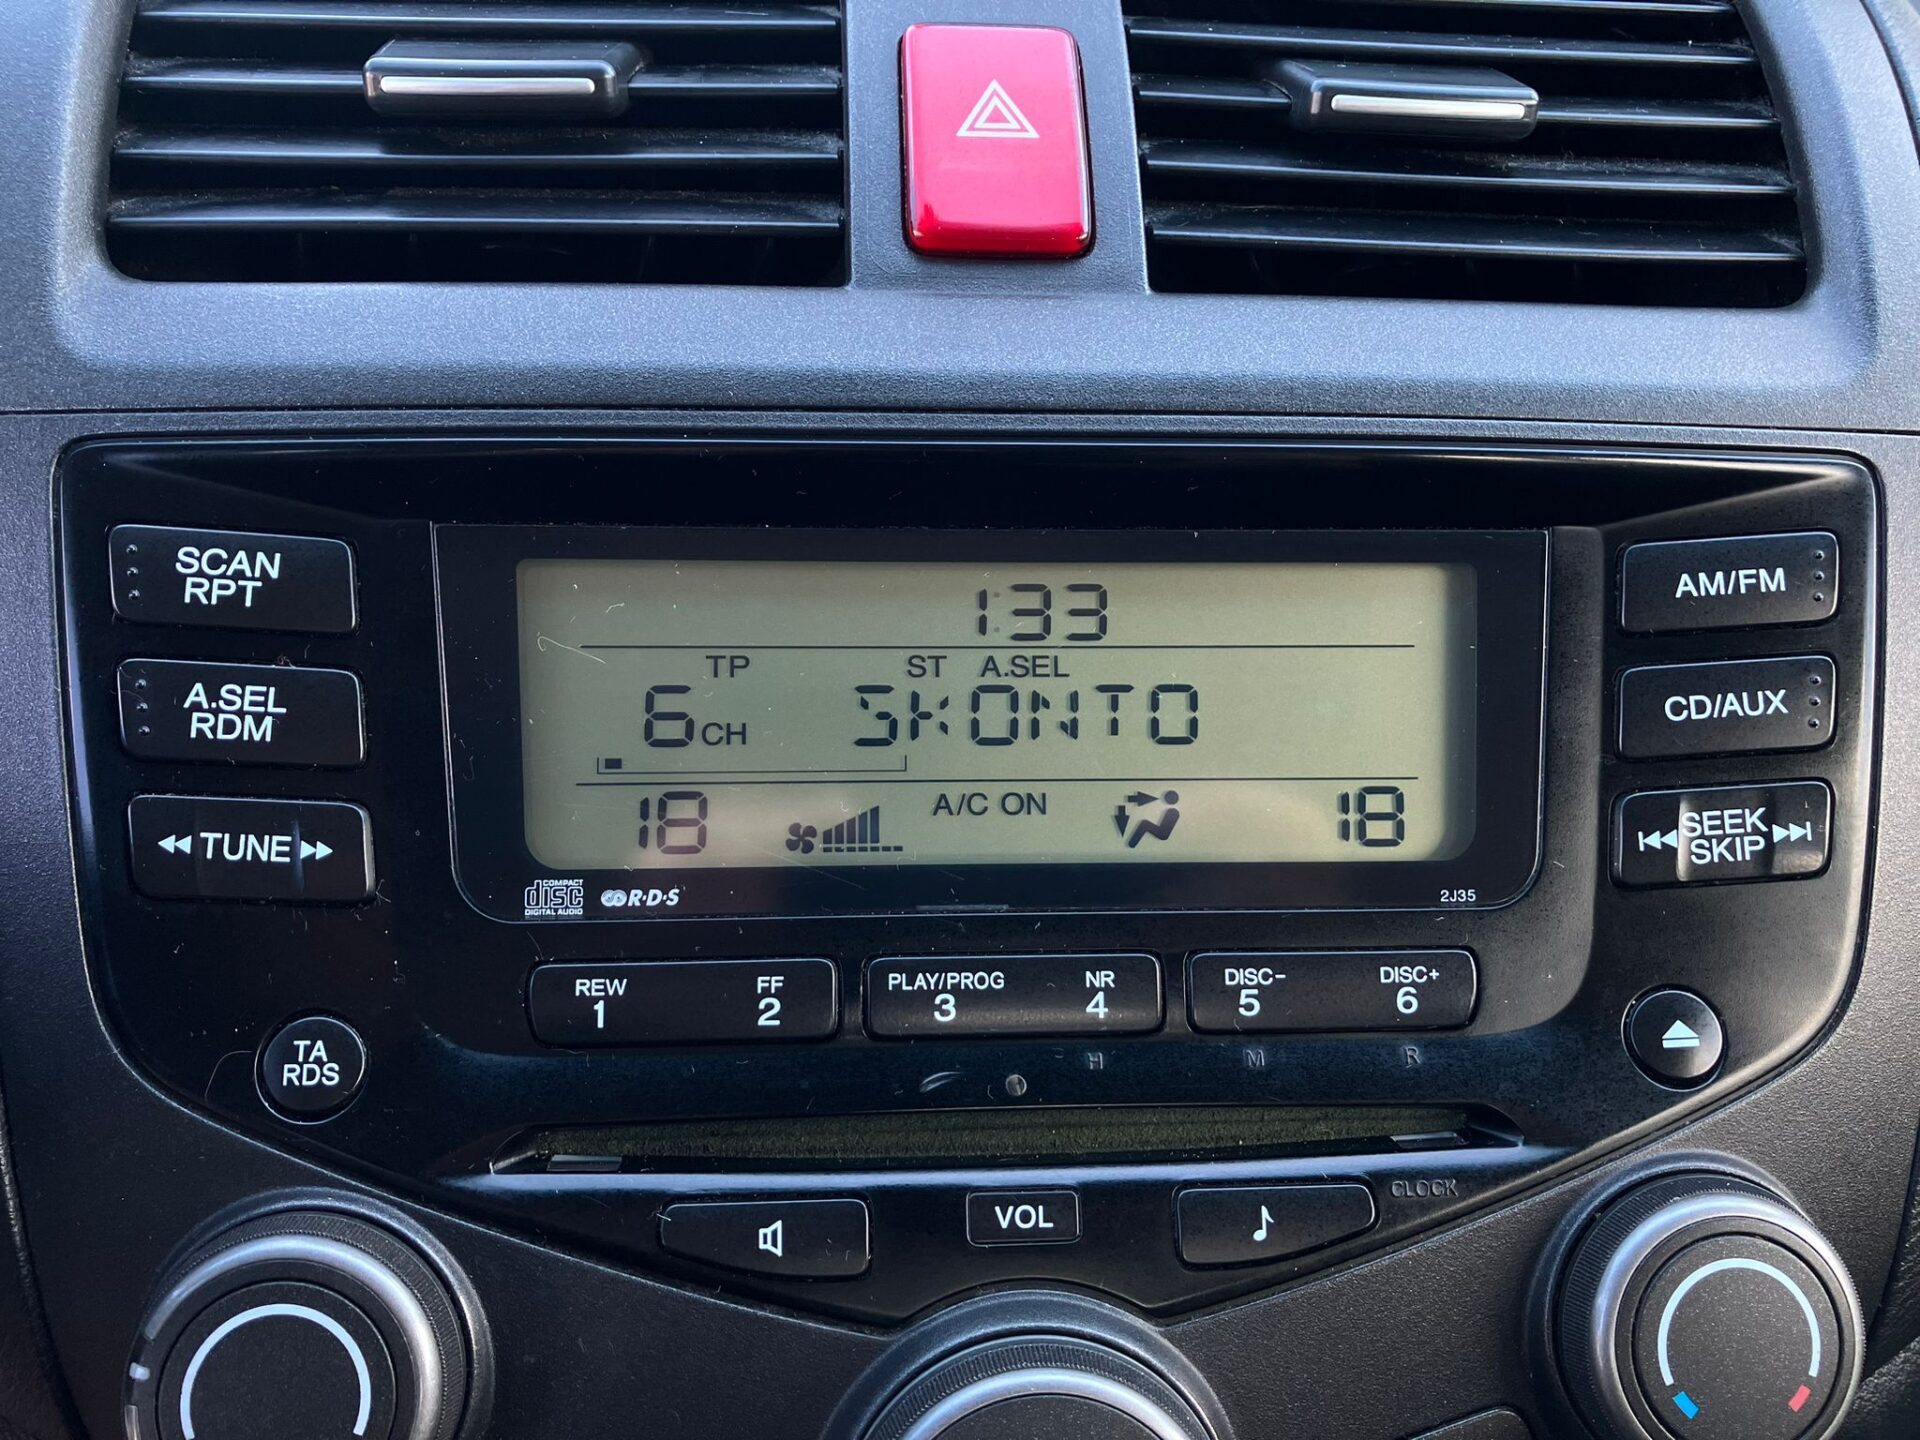 1:33
TP ST A.SEL
6CH SKONTO
18 A/C ON 18
COMPACT
disc
DIGITAL AUDIO
R·D·S
2J35
SCAN
RPT
A.SEL
RDM
TUNE
TA
RDS
AM/FM
CD/AUX
SEEK
SKIP
REW FF
1 2
PLAY/PROG NR
3 4
DISC- DISC+
5 6
H M R
VOL
CLOCK